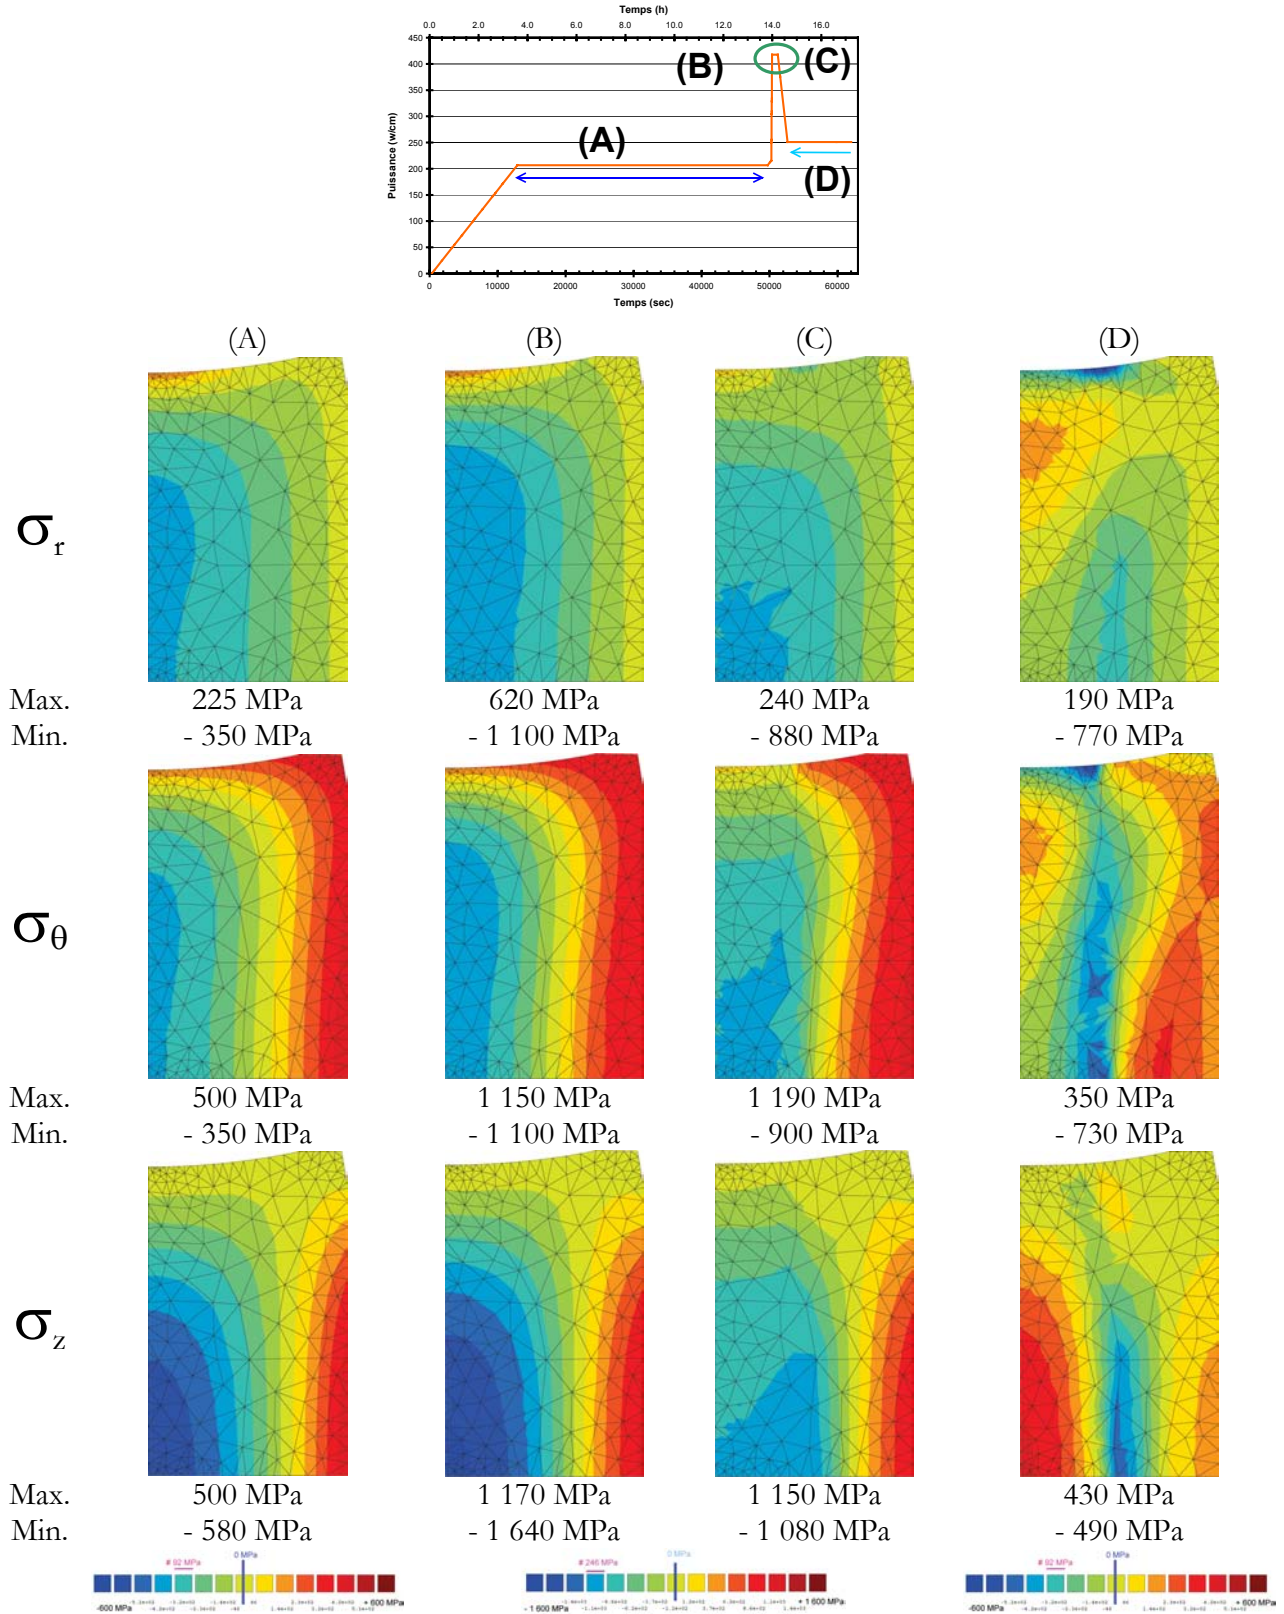 Temps (h)
0.0 2.0 4.0 6.0 8.0 10.0 12.0 14.0 16.0
450
400
350
300
250
200
150
100
50
0
Puissance (w/cm)
(A)
(B)
(C)
(D)
0 10000 20000 30000 40000 50000 60000
Temps (sec)
(A) (B) (C) (D)
σr
Max. 225 MPa 620 MPa 240 MPa 190 MPa
Min. - 350 MPa - 1 100 MPa - 880 MPa - 770 MPa
σθ
Max. 500 MPa 1 150 MPa 1 190 MPa 350 MPa
Min. - 350 MPa - 1 100 MPa - 900 MPa - 730 MPa
σz
Max. 500 MPa 1 170 MPa 1 150 MPa 430 MPa
Min. - 580 MPa - 1 640 MPa - 1 080 MPa - 490 MPa
# 92 MPa 0 MPa
-600 MPa + 600 MPa
# 246 MPa 0 MPa
- 1 600 MPa + 1 600 MPa
# 92 MPa 0 MPa
-600 MPa + 600 MPa